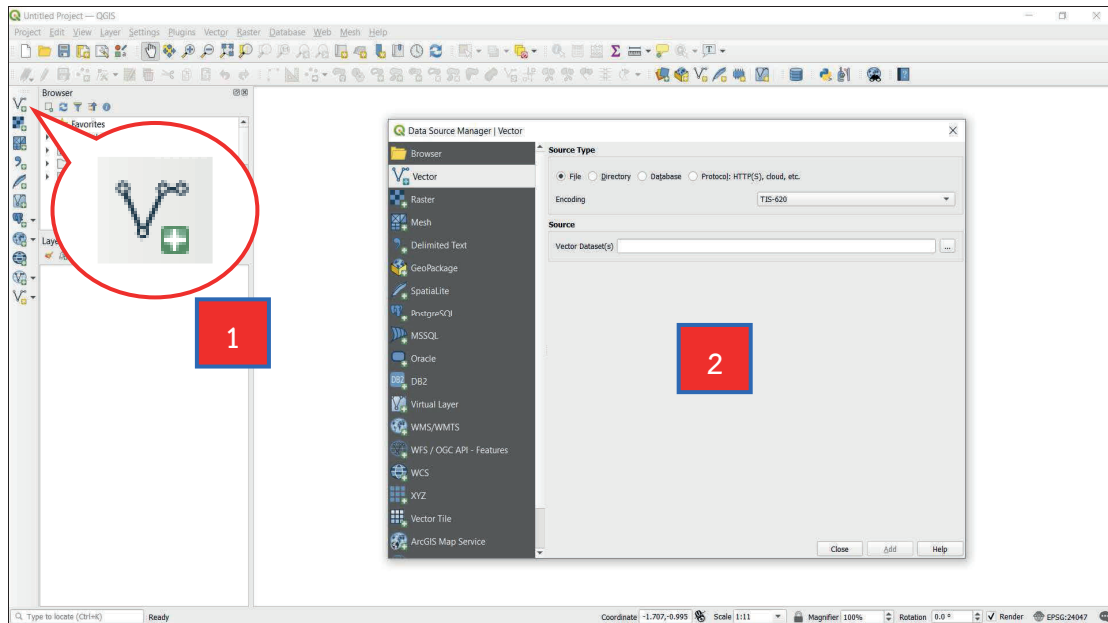 Untitled Project — QGIS
Project Edit View Layer Settings Plugins Vector Raster Database Web Mesh Help
Browser
Favorites
Data Source Manager | Vector
Browser
Vector
Raster
Mesh
Delimited Text
GeoPackage
SpatiaLite
PostgreSQL
MSSQL
Oracle
DB2
DB2
Virtual Layer
WMS/WMTS
WFS / OGC API - Features
WCS
XYZ
Vector Tile
ArcGIS Map Service
Source Type
File Directory Database Protocol: HTTP(S), cloud, etc.
Encoding TIS-620
Source
Vector Dataset(s) ...
Close Add Help
1
2
Type to locate (Ctrl+K) Ready Coordinate -1.707,-0.995 Scale 1:11 Magnifier 100% Rotation 0.0 ° Render EPSG:24047